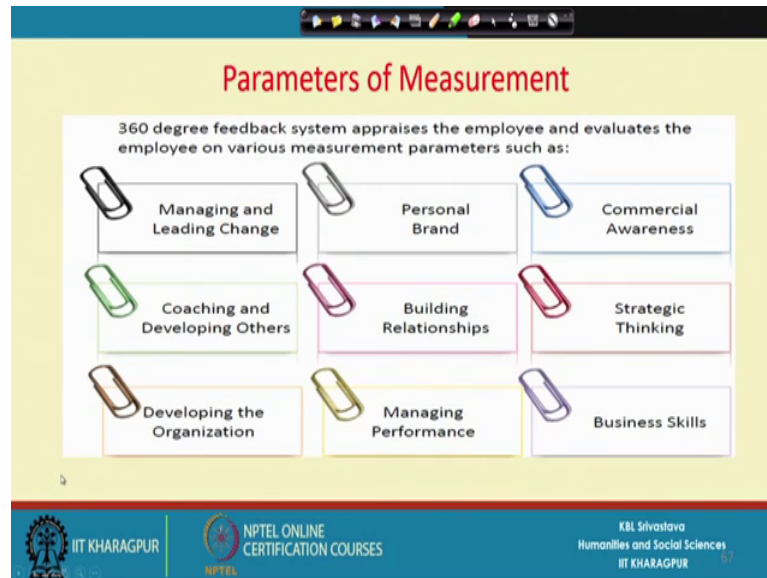 Parameters of Measurement
360 degree feedback system appraises the employee and evaluates the
employee on various measurement parameters such as:
Managing and
Leading Change
Personal
Brand
Commercial
Awareness
Coaching and
Developing Others
Building
Relationships
Strategic
Thinking
Developing the
Organization
Managing
Performance
Business Skills
IIT KHARAGPUR
NPTEL
NPTEL ONLINE
CERTIFICATION COURSES
KBL Srivastava
Humanities and Social Sciences
IIT KHARAGPUR
67